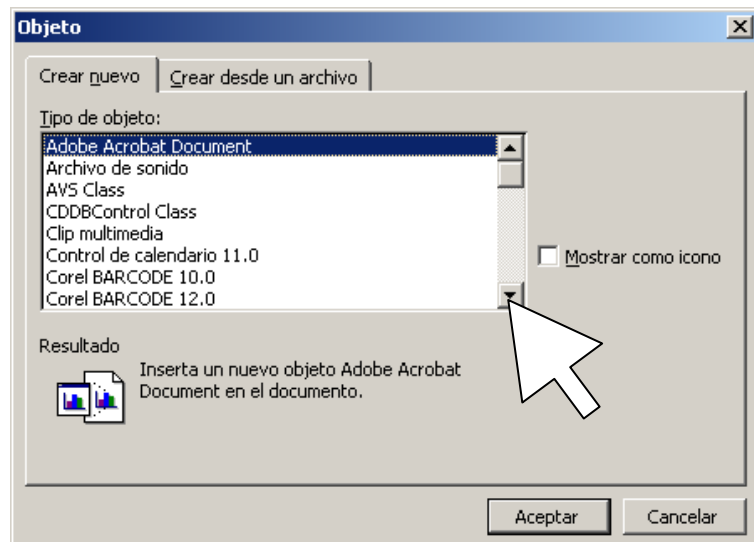 Objeto
Crear nuevo
Crear desde un archivo
Tipo de objeto:
Adobe Acrobat Document
Archivo de sonido
AVS Class
CDDBControl Class
Clip multimedia
Control de calendario 11.0
Corel BARCODE 10.0
Corel BARCODE 12.0
Mostrar como icono
Resultado
Inserta un nuevo objeto Adobe Acrobat
Document en el documento.
Aceptar
Cancelar